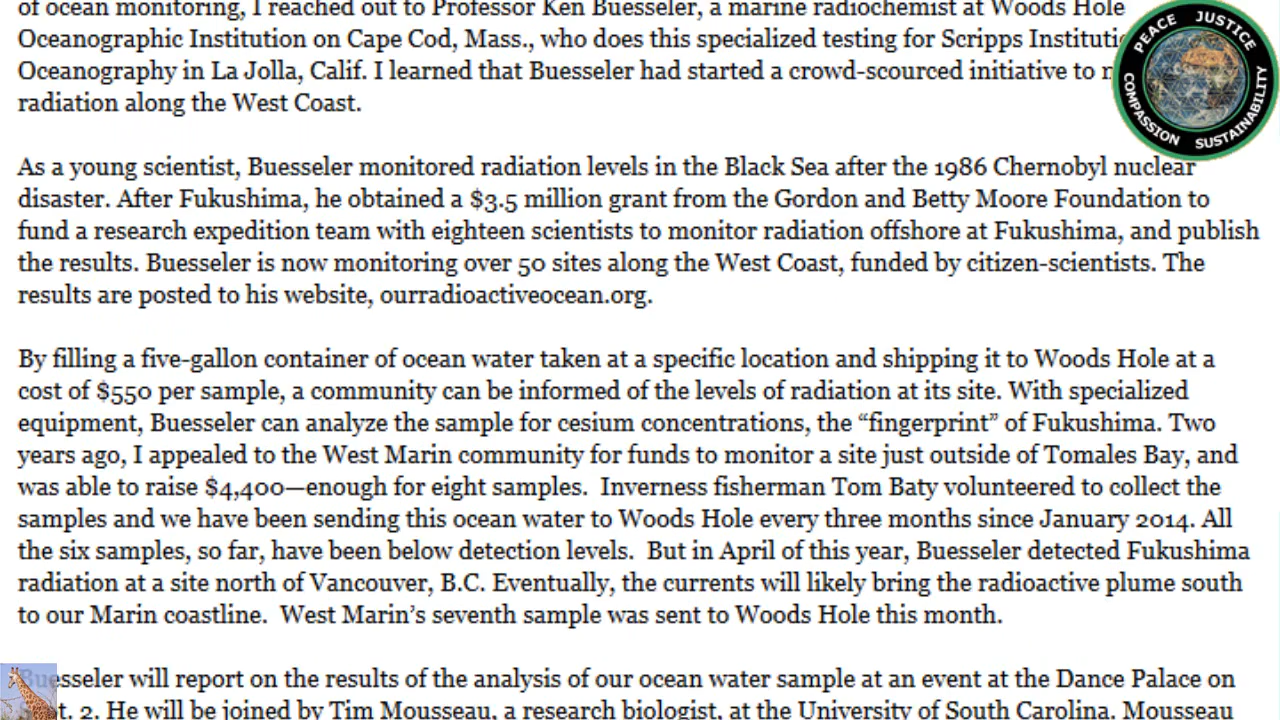 of ocean monitoring, I reached out to Professor Ken Buesseler, a marine radiochemist at Woods Hole
Oceanographic Institution on Cape Cod, Mass., who does this specialized testing for Scripps
Oceanography in La Jolla, Calif. I learned that Buesseler had started a crowd-scourced initiative to
radiation along the West Coast.
PEACE JUSTICE
COMPASSION SUSTAINABILITY
As a young scientist, Buesseler monitored radiation levels in the Black Sea after the 1986 Chernobyl nuclear
disaster. After Fukushima, he obtained a $3.5 million grant from the Gordon and Betty Moore Foundation to
fund a research expedition team with eighteen scientists to monitor radiation offshore at Fukushima, and publish
the results. Buesseler is now monitoring over 50 sites along the West Coast, funded by citizen-scientists. The
results are posted to his website, ourradioactiveocean.org.
By filling a five-gallon container of ocean water taken at a specific location and shipping it to Woods Hole at a
cost of $550 per sample, a community can be informed of the levels of radiation at its site. With specialized
equipment, Buesseler can analyze the sample for cesium concentrations, the “fingerprint” of Fukushima. Two
years ago, I appealed to the West Marin community for funds to monitor a site just outside of Tomales Bay, and
was able to raise $4,400—enough for eight samples.  Inverness fisherman Tom Baty volunteered to collect the
samples and we have been sending this ocean water to Woods Hole every three months since January 2014. All
the six samples, so far, have been below detection levels.  But in April of this year, Buesseler detected Fukushima
radiation at a site north of Vancouver, B.C. Eventually, the currents will likely bring the radioactive plume south
to our Marin coastline.  West Marin’s seventh sample was sent to Woods Hole this month.
Buesseler will report on the results of the analysis of our ocean water sample at an event at the Dance Palace on
2. He will be joined by Tim Mousseau, a research biologist, at the University of South Carolina. Mousseau